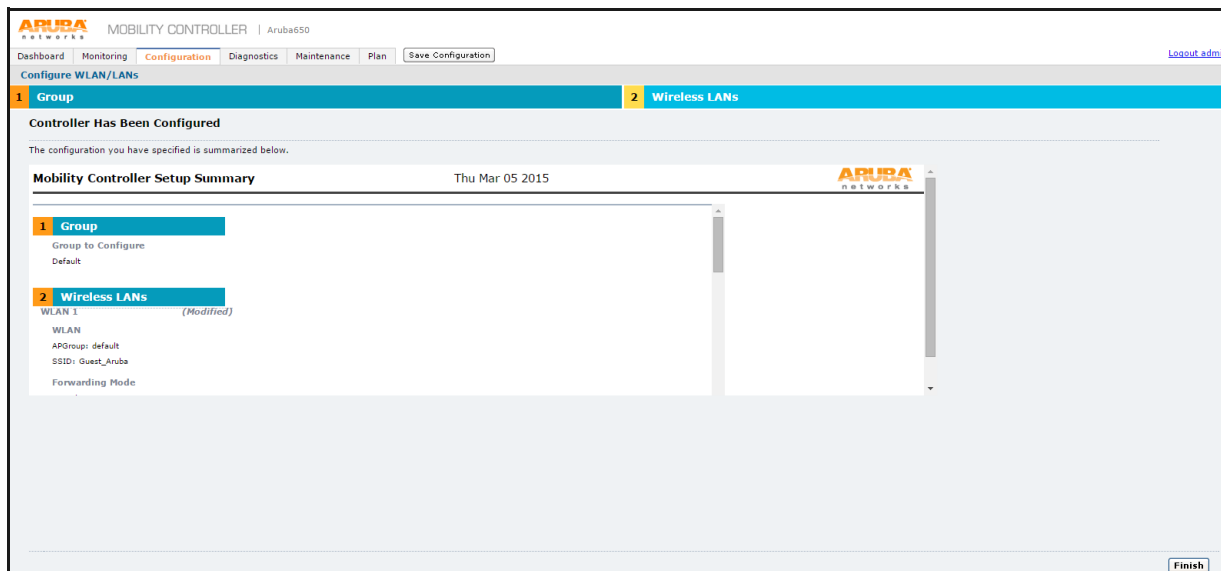 ARUBA networks MOBILITY CONTROLLER | Aruba650
Dashboard Monitoring Configuration Diagnostics Maintenance Plan Save Configuration Logout adm
Configure WLAN/LANs
1 Group 2 Wireless LANs
Controller Has Been Configured
The configuration you have specified is summarized below.
Mobility Controller Setup Summary Thu Mar 05 2015 ARUBA networks
1 Group
Group to Configure
Default
2 Wireless LANs
WLAN 1 (Modified)
WLAN
APGroup: default
SSID: Guest_Aruba
Forwarding Mode
Finish